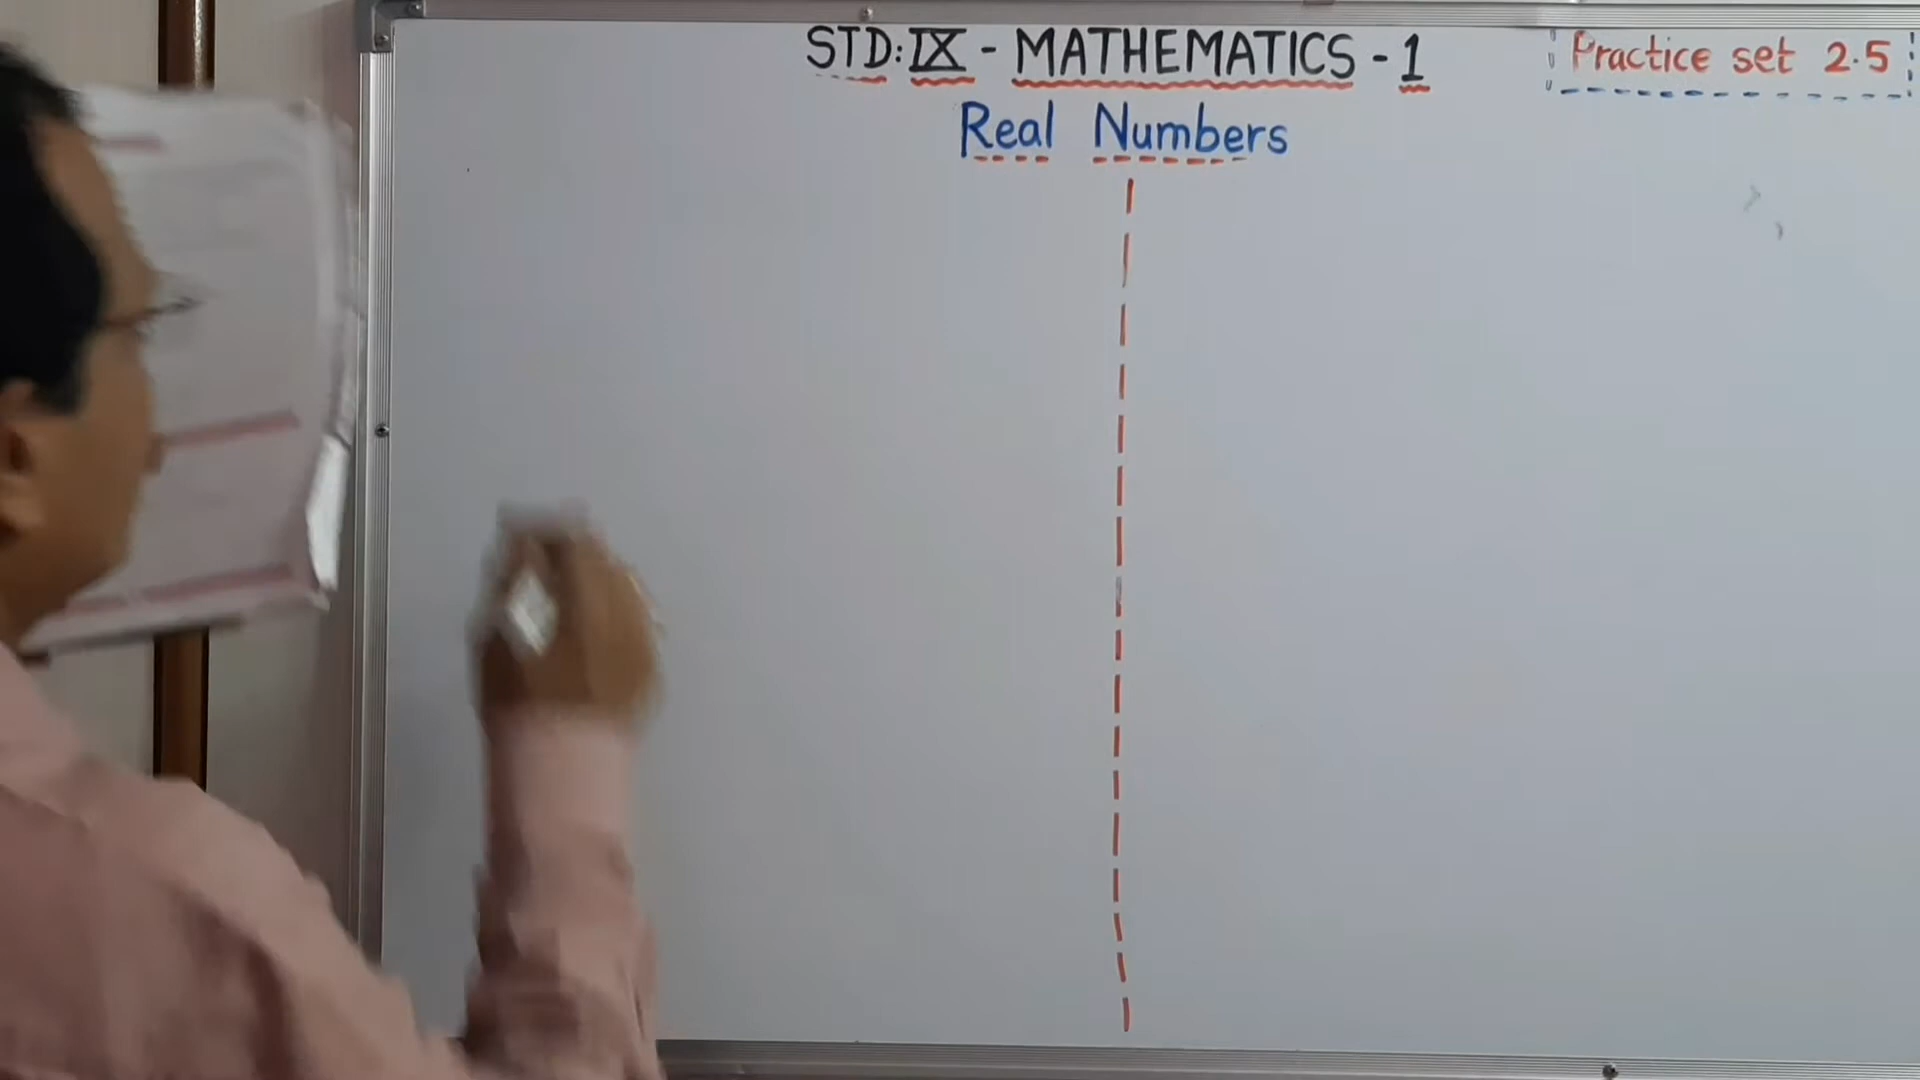 STD: IX - MATHEMATICS - 1
Practice set 2.5
Real Numbers